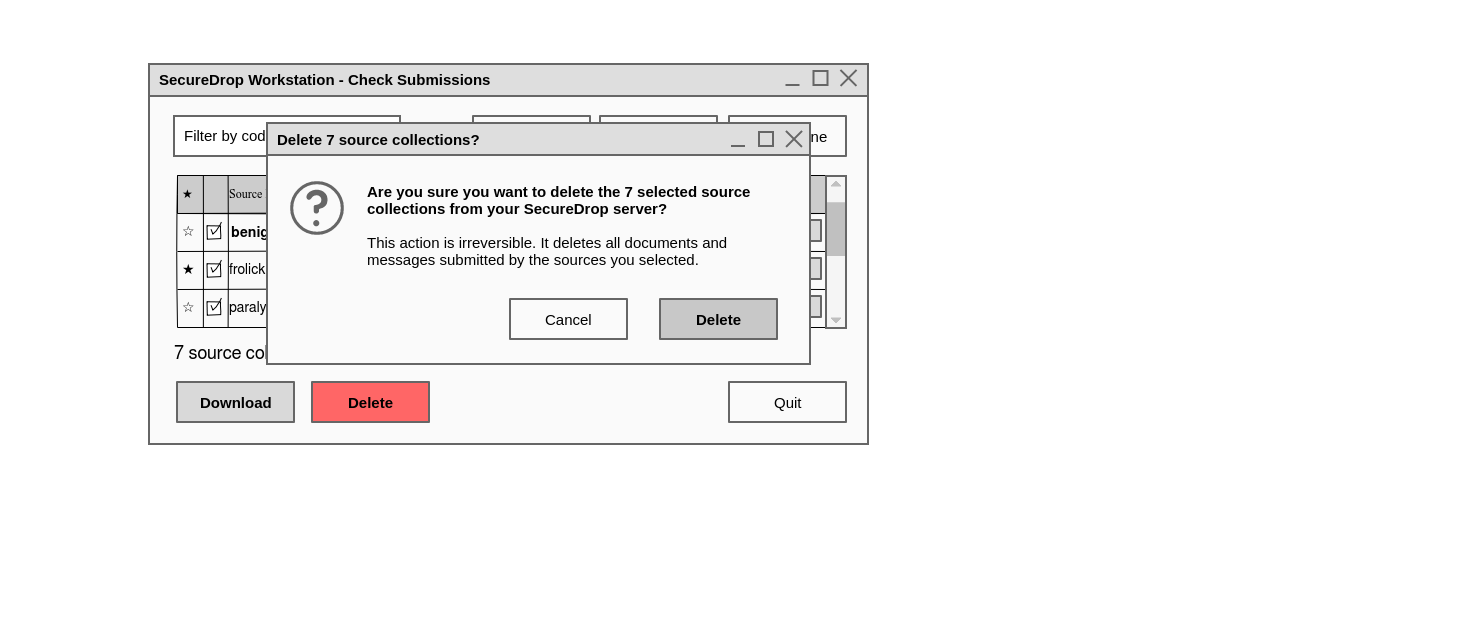 SecureDrop Workstation - Check Submissions
Filter by cod
ne
Delete 7 source collections?
Are you sure you want to delete the 7 selected source
collections from your SecureDrop server?
This action is irreversible. It deletes all documents and
messages submitted by the sources you selected.
Cancel
Delete
★ Source
☆ benig
★ frolick
☆ paraly
7 source col
Download
Delete
Quit